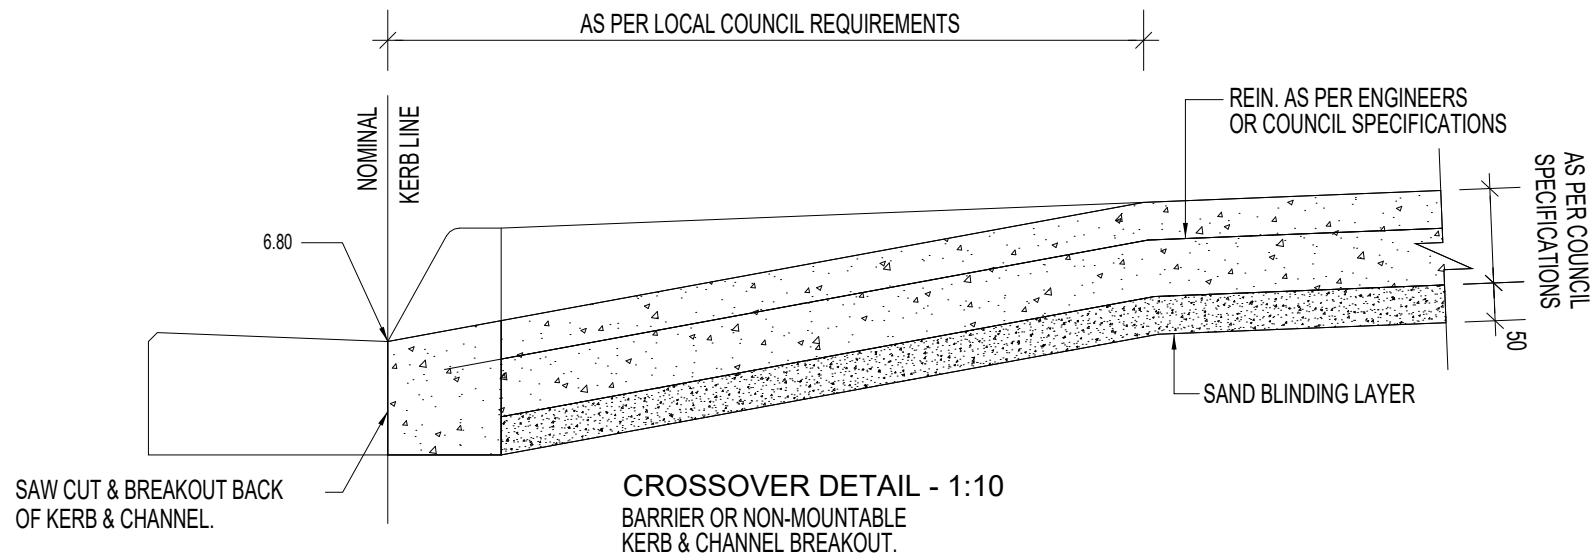 AS PER LOCAL COUNCIL REQUIREMENTS
NOMINAL
KERB LINE
REIN. AS PER ENGINEERS
OR COUNCIL SPECIFICATIONS
AS PER COUNCIL
SPECIFICATIONS
6.80
50
SAND BLINDING LAYER
SAW CUT & BREAKOUT BACK
OF KERB & CHANNEL.
CROSSOVER DETAIL - 1:10
BARRIER OR NON-MOUNTABLE
KERB & CHANNEL BREAKOUT.